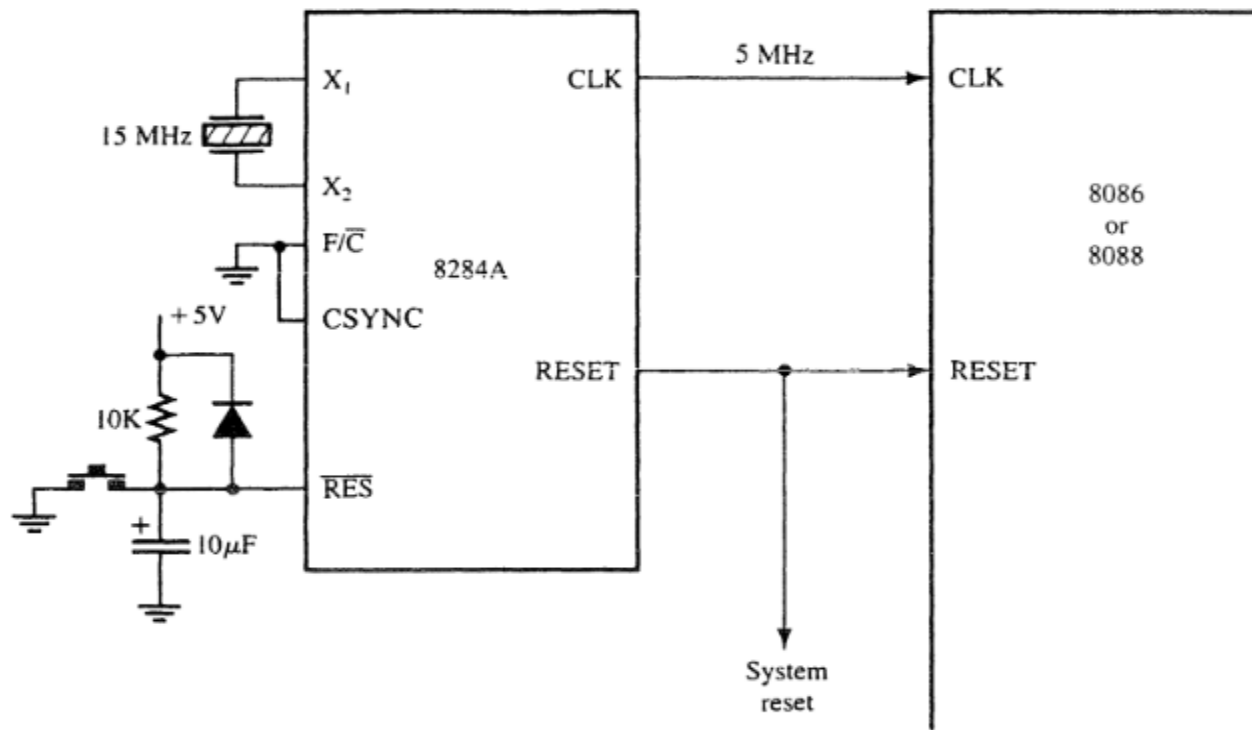 5 MHz
X₁
CLK
CLK
15 MHz
X₂
8086
or
8088
F/C̅
8284A
+5V
CSYNC
RESET
RESET
10K
R̅E̅S̅
+
10μF
System
reset